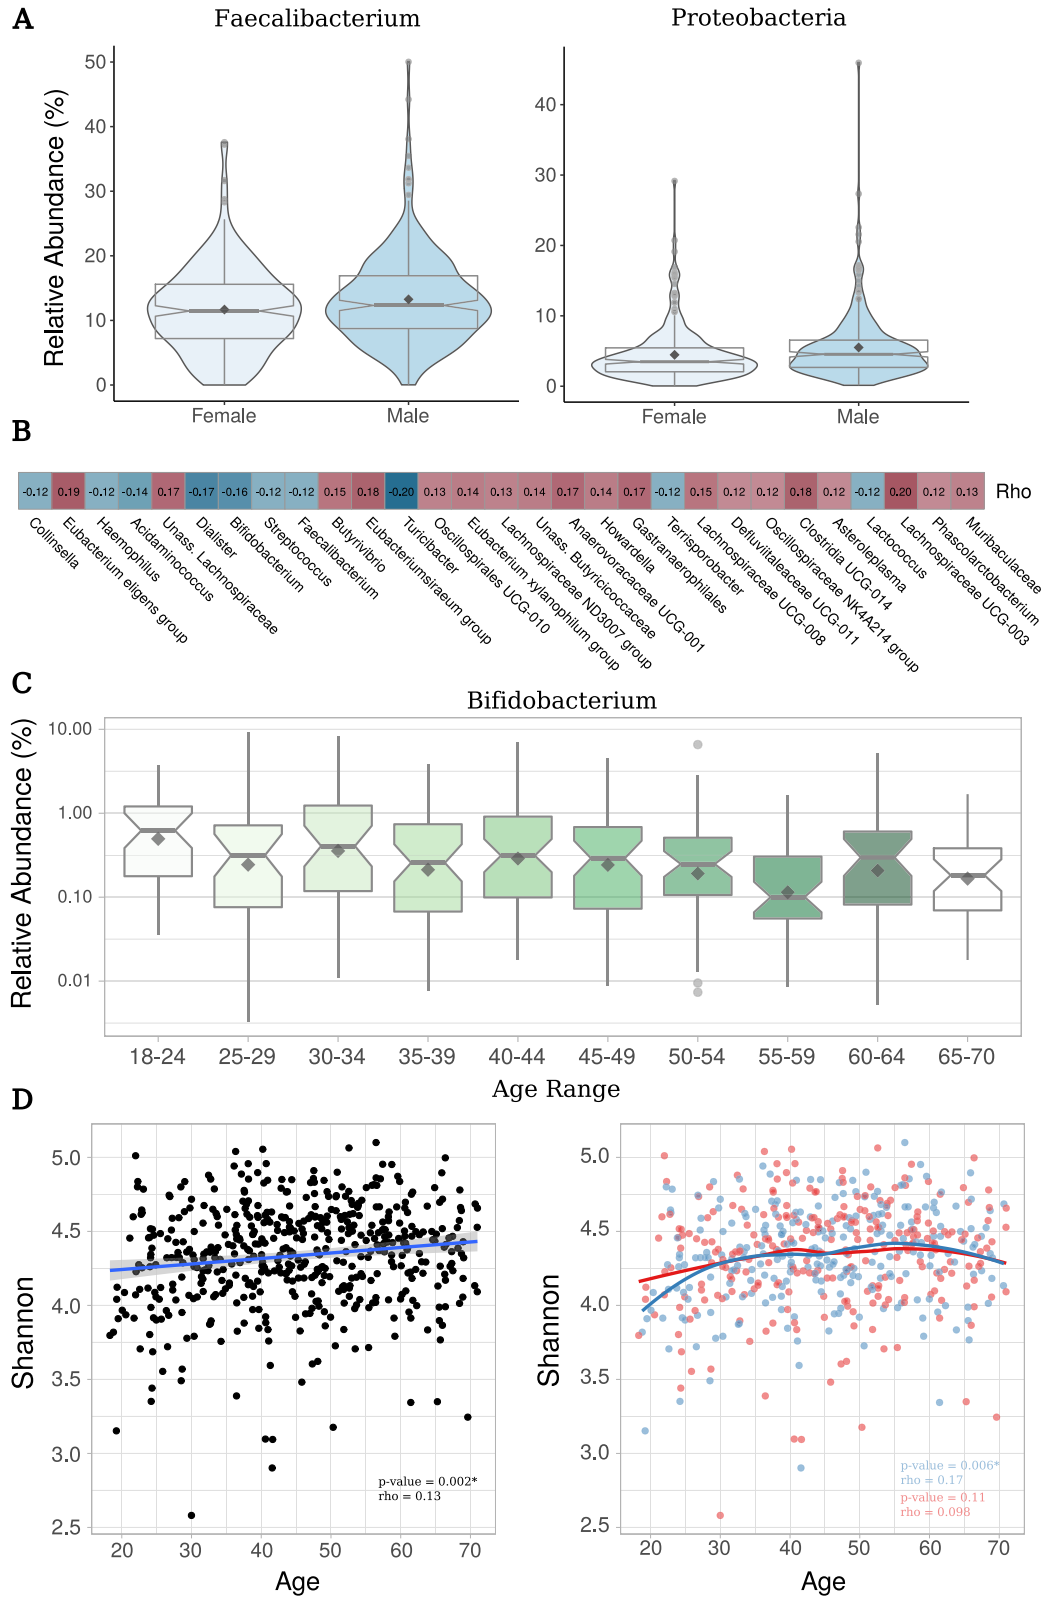 A
Faecalibacterium
Proteobacteria
Relative Abundance (%)
50
40
30
20
10
0
Female
Male
40
30
20
10
0
Female
Male
B
-0.12 0.19 -0.12 -0.14 0.17 -0.17 -0.16 -0.12 -0.12 0.15 0.18 -0.20 0.13 0.14 0.13 0.14 0.17 0.14 0.17 -0.12 0.15 0.12 0.12 0.18 0.12 -0.12 0.20 0.12 0.13 Rho
Collinsella
Eubacterium eligens group
Haemophilus
Acidaminococcus
Unass. Lachnospiraceae
Dialister
Bifidobacterium
Streptococcus
Faecalibacterium
Butyrivibrio
Eubacteriumsiraeum group
Turicibacter
Oscillospirales UCG-010
Eubacterium xylanophilum group
Lachnospiraceae ND3007 group
Unass. Butyricicoccaceae
Anaerovoracaceae UCG-001
Howardella
Gastranaerophilales
Terrisporobacter
Lachnospiraceae UCG-008
Defluviitaleaceae UCG-011
Oscillospiraceae NK4A214 group
Clostridia UCG-014
Asteroleplasma
Lactococcus
Lachnospiraceae UCG-003
Phascolarctobacterium
Muribaculaceae
C
Bifidobacterium
Relative Abundance (%)
10.00
1.00
0.10
0.01
18-24 25-29 30-34 35-39 40-44 45-49 50-54 55-59 60-64 65-70
Age Range
D
Shannon
5.0
4.5
4.0
3.5
3.0
2.5
p-value = 0.002*
rho = 0.13
20 30 40 50 60 70
Age
Shannon
5.0
4.5
4.0
3.5
3.0
2.5
p-value = 0.006*
rho = 0.17
p-value = 0.11
rho = 0.098
20 30 40 50 60 70
Age